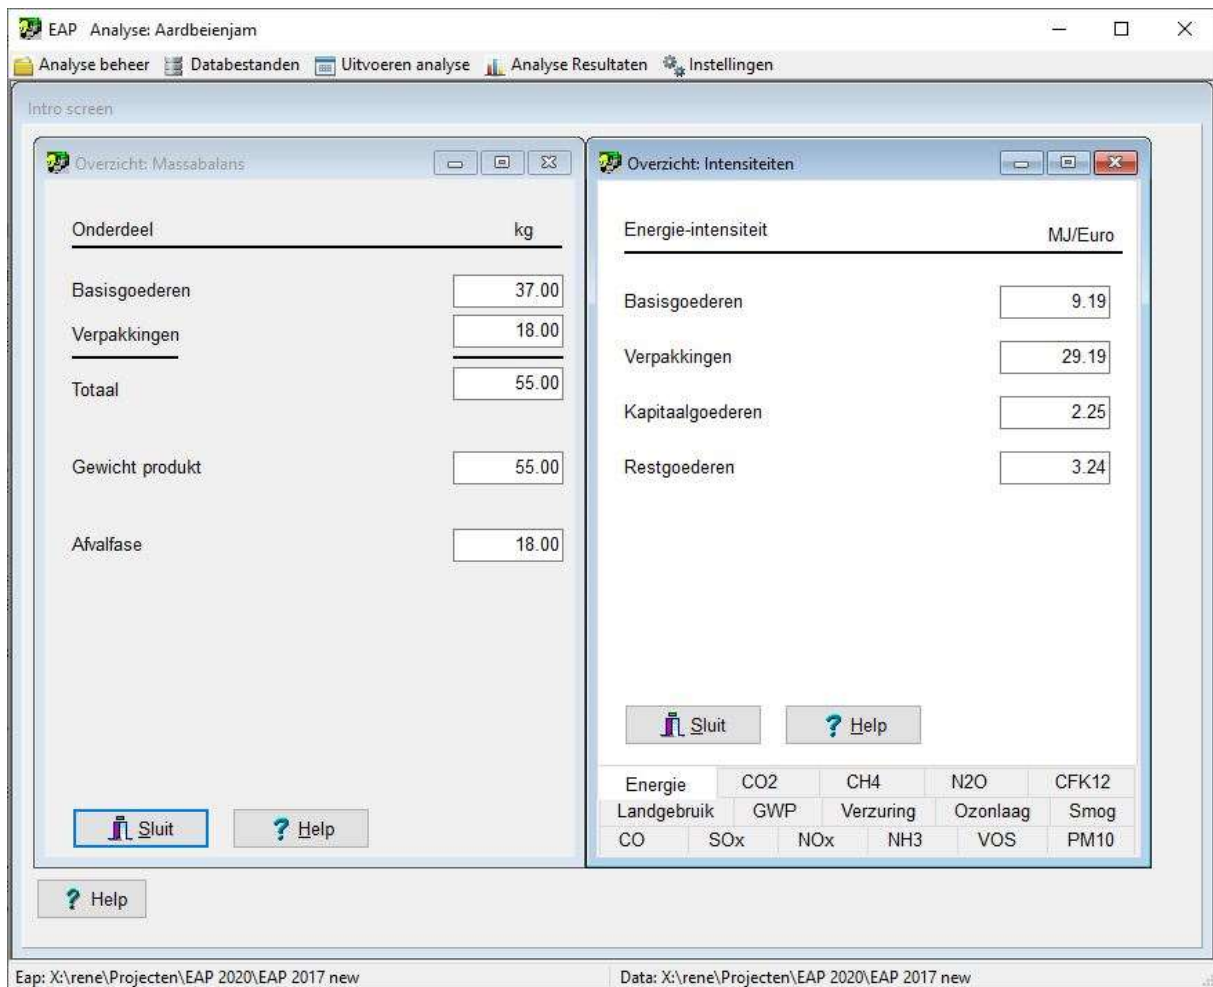 EAP Analyse: Aardbeienjam
Analyse beheer Databestanden Uitvoeren analyse Analyse Resultaten Instellingen
Intro screen
Overzicht: Massabalans
Onderdeel kg
Basisgoederen 37.00
Verpakkingen 18.00
Totaal 55.00
Gewicht produkt 55.00
Afvalfase 18.00
Sluit ? Help
Overzicht: Intensiteiten
Energie-intensiteit MJ/Euro
Basisgoederen 9.19
Verpakkingen 29.19
Kapitaalgoederen 2.25
Restgoederen 3.24
Sluit ? Help
Energie CO2 CH4 N2O CFK12
Landgebruik GWP Verzuring Ozonlaag Smog
CO SOx NOx NH3 VOS PM10
? Help
Eap: X:\rene\Projecten\EAP 2020\EAP 2017 new Data: X:\rene\Projecten\EAP 2020\EAP 2017 new